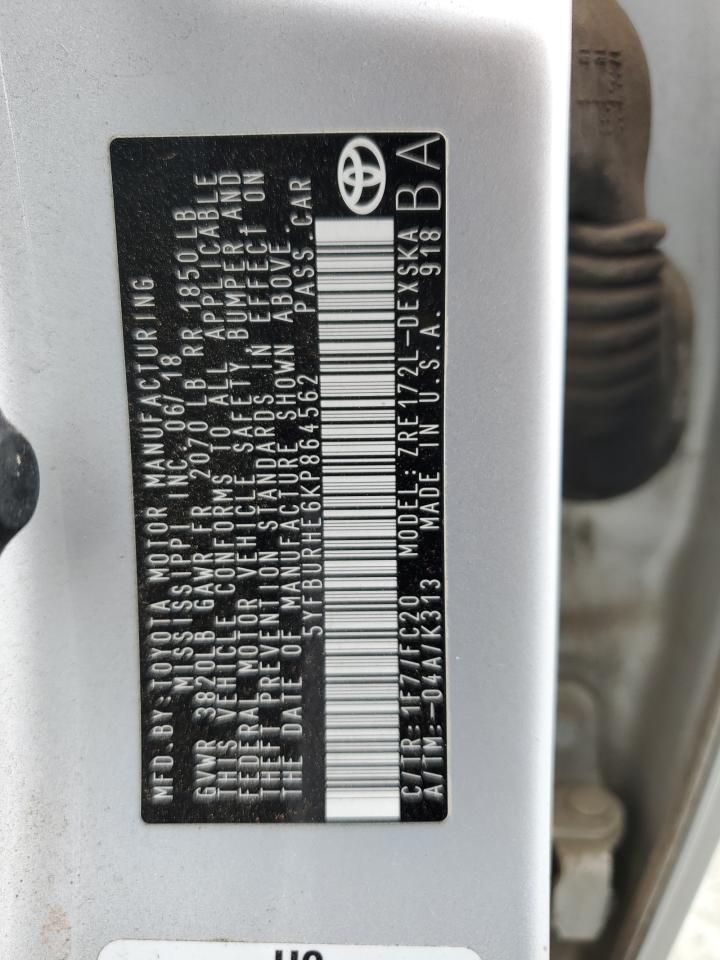 MFD.BY:TOYOTA MOTOR MANUFACTURING
MISSISSIPPI INC.06/18
GVWR 3820LB GAWR FR 2070 LB RR 1850LB
THIS VEHICLE CONFORMS TO ALL APPLICABLE
FEDERAL MOTOR VEHICLE SAFETY, BUMPER AND
THEFT PREVENTION STANDARDS IN EFFECT ON
THE DATE OF MANUFACTURE SHOWN ABOVE.
5YFBURHE6KP864562 PASS.CAR
C/TR: 1F7/FC20 MODEL: ZRE172L-DEXSKA
A/TM:-04A/K313 MADE IN U.S.A. 918 BA